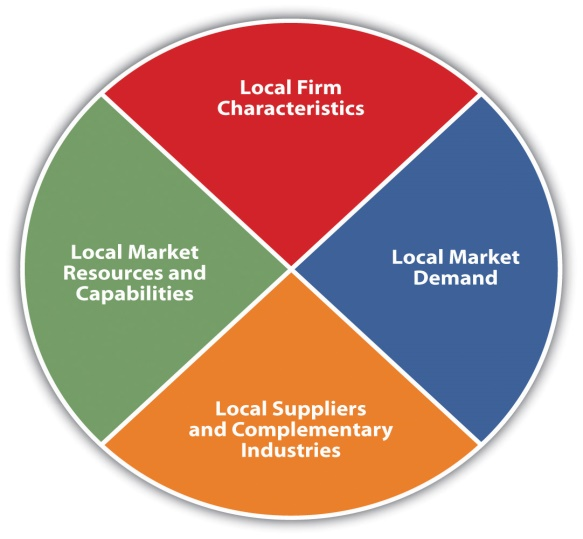 Local Firm
Characteristics
Local Market
Resources and
Capabilities
Local Market
Demand
Local Suppliers
and Complementary
Industries